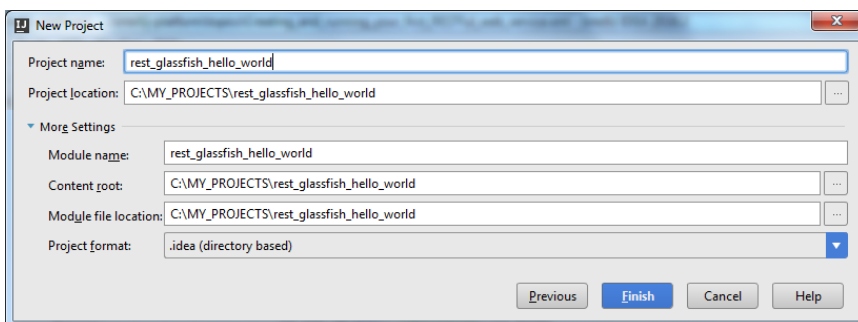 New Project
Project name: rest_glassfish_hello_world
Project location: C:\MY_PROJECTS\rest_glassfish_hello_world
More Settings
Module name: rest_glassfish_hello_world
Content root: C:\MY_PROJECTS\rest_glassfish_hello_world
Module file location: C:\MY_PROJECTS\rest_glassfish_hello_world
Project format: .idea (directory based)
Previous Finish Cancel Help